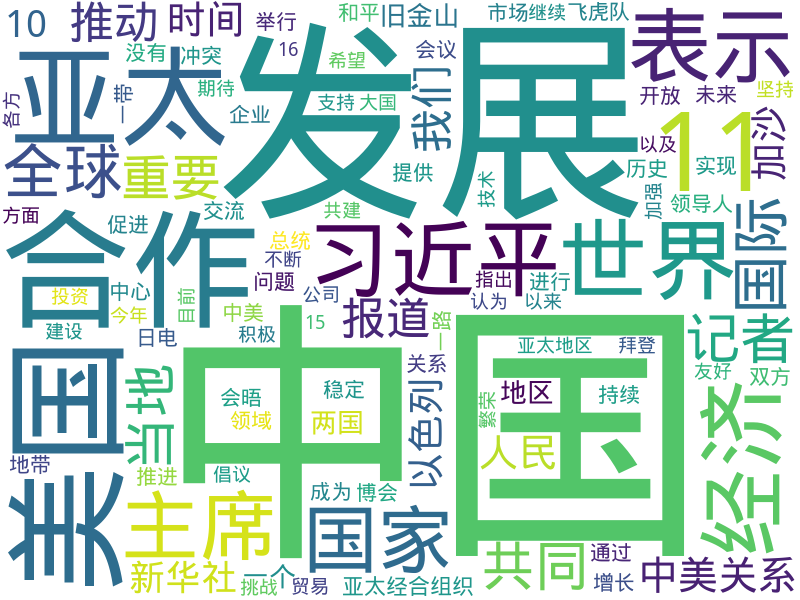 10
推动
时间
举行
和平
旧金山
市场继续
飞虎队
没有
冲突
16
希望
会议
表示
各方
一带
亚太
期待
企业
发展
支持
大国
我们
开放
未来
坚持
11
加沙
全球
重要
提供
技术
以及
历史
实现
加强
领导人
方面
促进
交流
共建
合作
总统
不断
习近平
世界
国际
投资
中心
目前
问题
指出
进行
今年
中美
公司
报道
认为
以来
建设
日电
积极
15
一路
亚太地区
拜登
记者
美国
当地
会晤
稳定
关系
友好
双方
中国
领域
两国
以色列
地区
持续
繁荣
人民
经济
地带
推进
倡议
主席
成为
博会
国家
新华社
一个
挑战
贸易
亚太经合组织
共同
通过
增长
中美关系